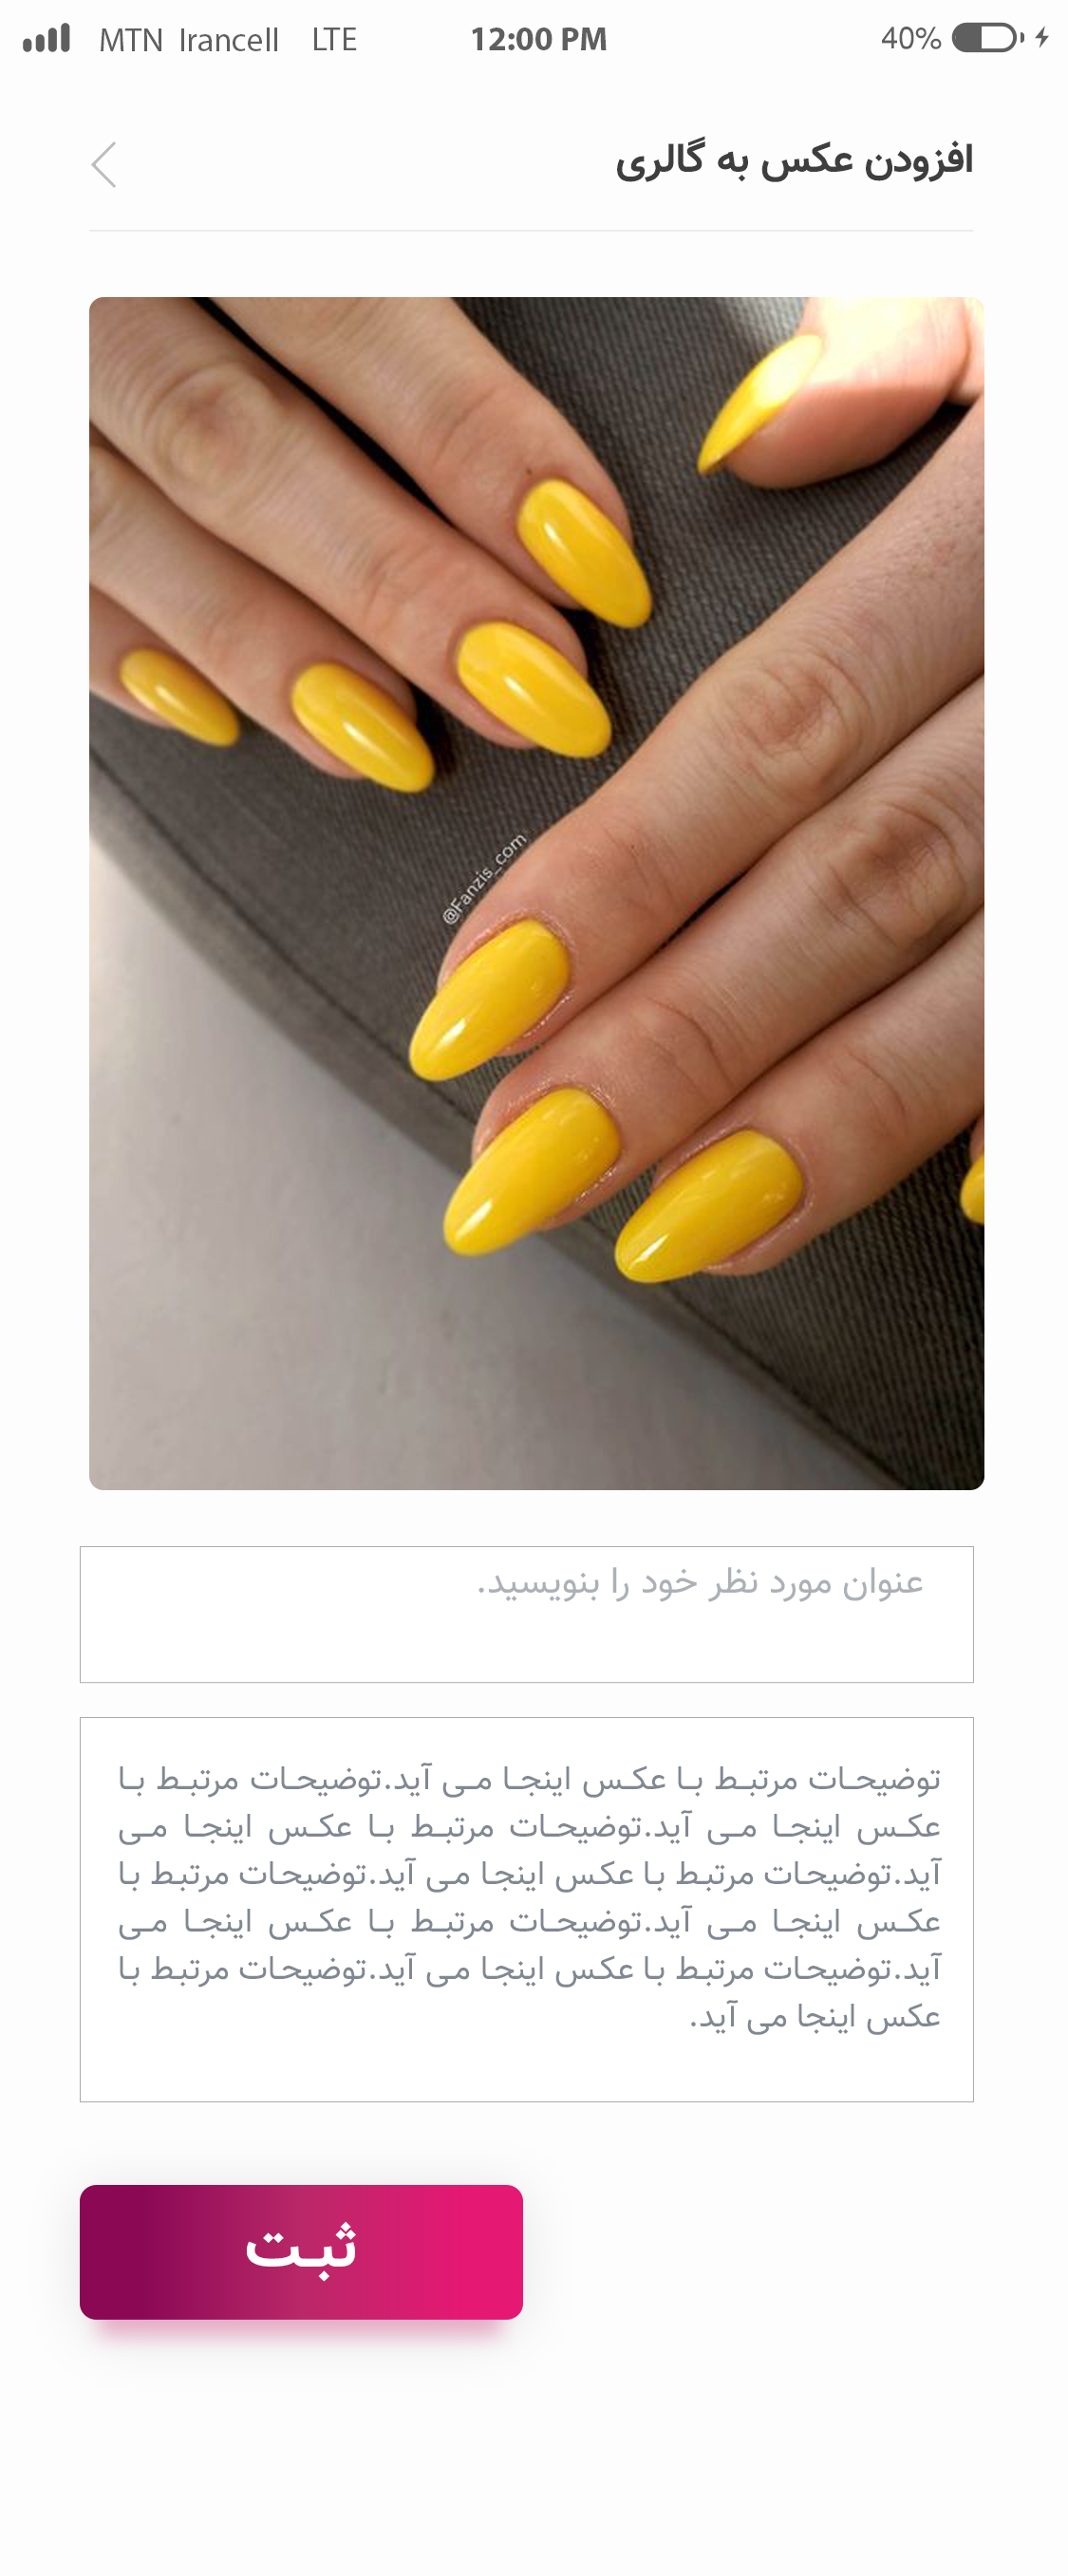 MTN Irancell LTE 12:00 PM 40%
افزودن عکس به گالری
@Fanzis_com
عنوان مورد نظر خود را بنویسید.
توضیحات مرتبط با عکس اینجا می آید.توضیحات مرتبط با
عکس اینجا می آید.توضیحات مرتبط با عکس اینجا می
آید.توضیحات مرتبط با عکس اینجا می آید.توضیحات مرتبط با
عکس اینجا می آید.توضیحات مرتبط با عکس اینجا می
آید.توضیحات مرتبط با عکس اینجا می آید.توضیحات مرتبط با
عکس اینجا می آید.
ثبت